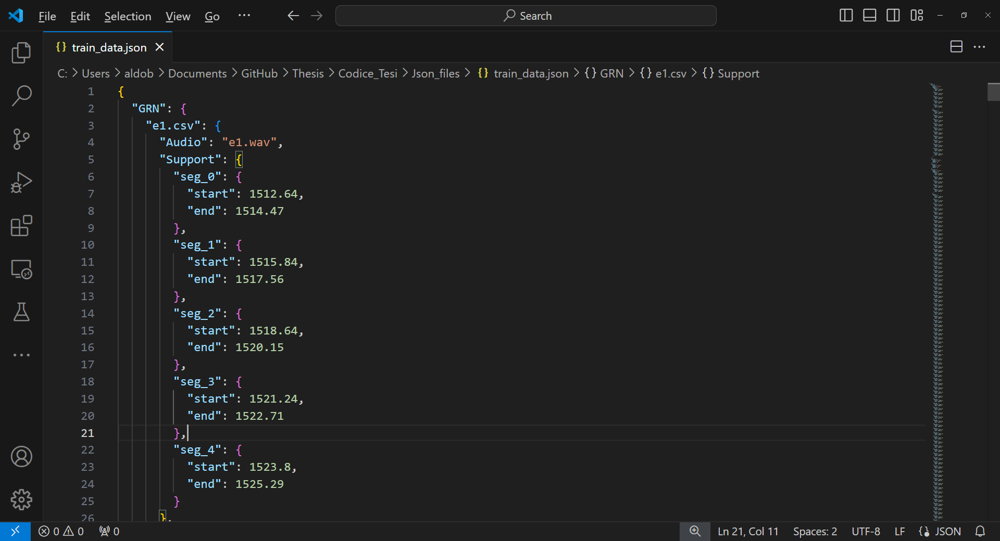 File Edit Selection View Go ··· Search
{} train_data.json
C: > Users > aldob > Documents > GitHub > Thesis > Codice_Tesi > Json_files > {} train_data.json > {} GRN > {} e1.csv > {} Support
1 {
2 "GRN": {
3 "e1.csv": {
4 "Audio": "e1.wav",
5 "Support": {
6 "seg_0": {
7 "start": 1512.64,
8 "end": 1514.47
9 },
10 "seg_1": {
11 "start": 1515.84,
12 "end": 1517.56
13 },
14 "seg_2": {
15 "start": 1518.64,
16 "end": 1520.15
17 },
18 "seg_3": {
19 "start": 1521.24,
20 "end": 1522.71
21 },
22 "seg_4": {
23 "start": 1523.8,
24 "end": 1525.29
25 }
26 },
0 0 0 Ln 21, Col 11 Spaces: 2 UTF-8 LF {} JSON